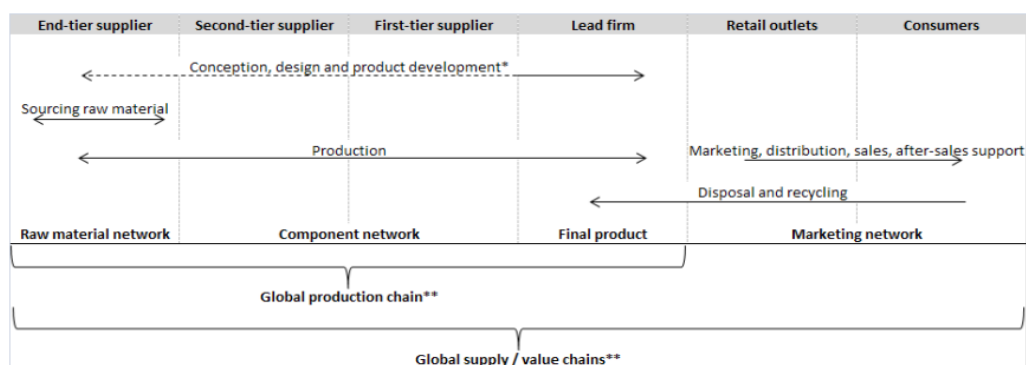 End-tier supplier Second-tier supplier First-tier supplier Lead firm Retail outlets Consumers
Conception, design and product development*
Sourcing raw material
Production Marketing, distribution, sales, after-sales support
Disposal and recycling
Raw material network Component network Final product Marketing network
Global production chain**
Global supply / value chains**